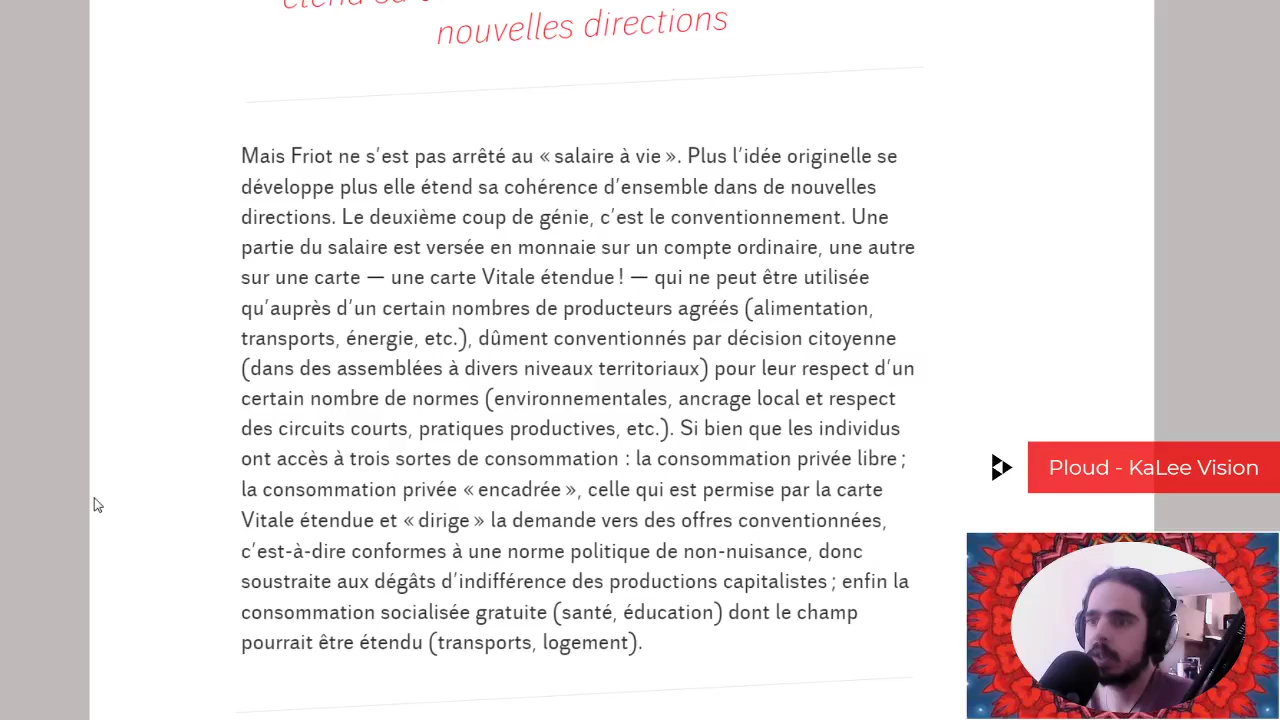 nouvelles directions
Mais Friot ne s'est pas arrêté au « salaire à vie ». Plus l'idée originelle se
développe plus elle étend sa cohérence d'ensemble dans de nouvelles
directions. Le deuxième coup de génie, c'est le conventionnement. Une
partie du salaire est versée en monnaie sur un compte ordinaire, une autre
sur une carte — une carte Vitale étendue ! — qui ne peut être utilisée
qu'auprès d'un certain nombres de producteurs agréés (alimentation,
transports, énergie, etc.), dûment conventionnés par décision citoyenne
(dans des assemblées à divers niveaux territoriaux) pour leur respect d'un
certain nombre de normes (environnementales, ancrage local et respect
des circuits courts, pratiques productives, etc.). Si bien que les individus
ont accès à trois sortes de consommation : la consommation privée libre ;
la consommation privée « encadrée », celle qui est permise par la carte
Vitale étendue et « dirige » la demande vers des offres conventionnées,
c'est-à-dire conformes à une norme politique de non-nuisance, donc
soustraite aux dégâts d'indifférence des productions capitalistes ; enfin la
consommation socialisée gratuite (santé, éducation) dont le champ
pourrait être étendu (transports, logement).
Ploud - KaLee Vision